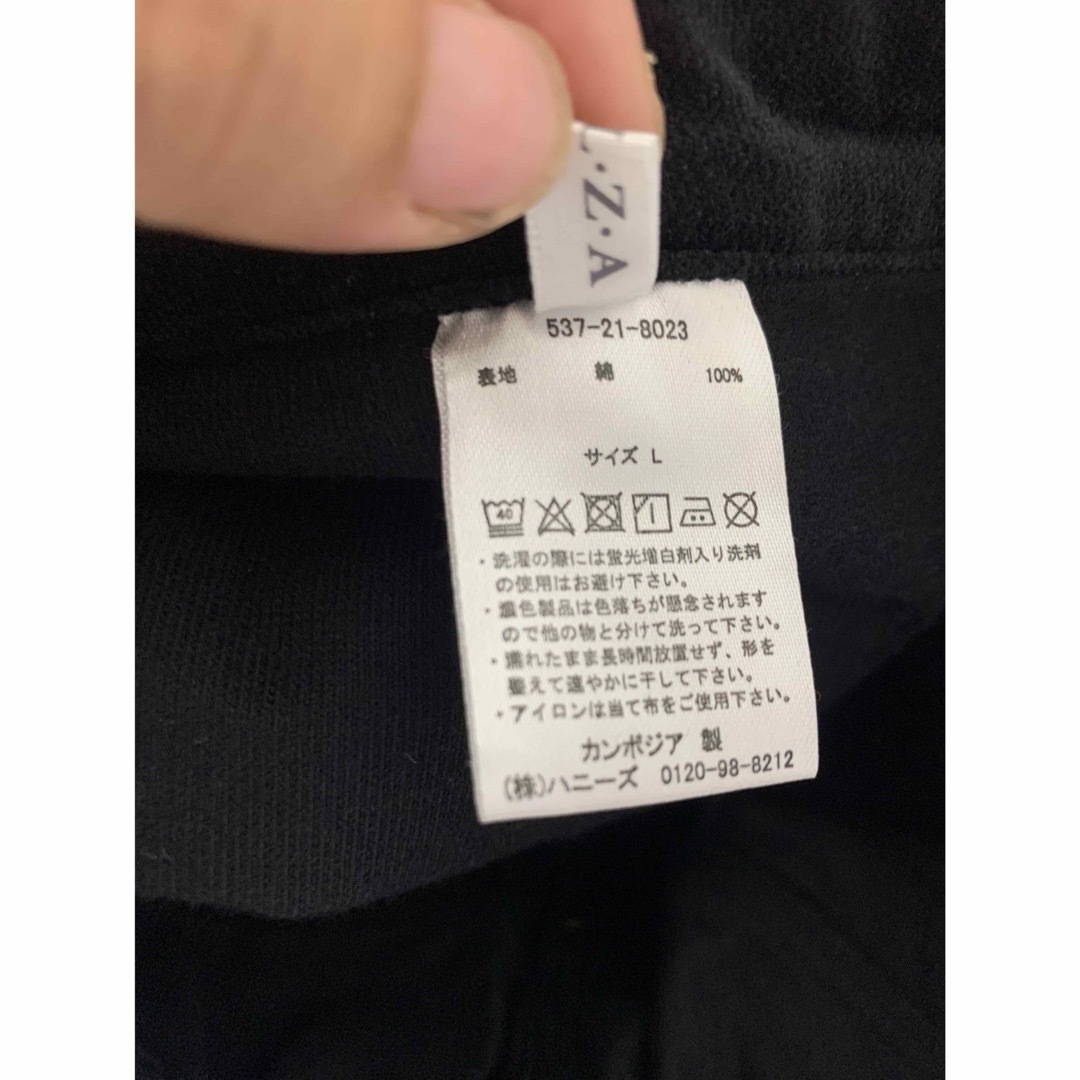 Z・A
537-21-8023
表地 綿 100%
サイズ L
40
・洗濯の際には蛍光増白剤入り洗剤
の使用はお避け下さい。
・濃色製品は色落ちが懸念されます
ので他の物と分けて洗って下さい。
・濡れたまま長時間放置せず、形を
整えて速やかに干して下さい。
・アイロンは当て布をご使用下さい。
カンボジア 製
(株)ハニーズ 0120-98-8212